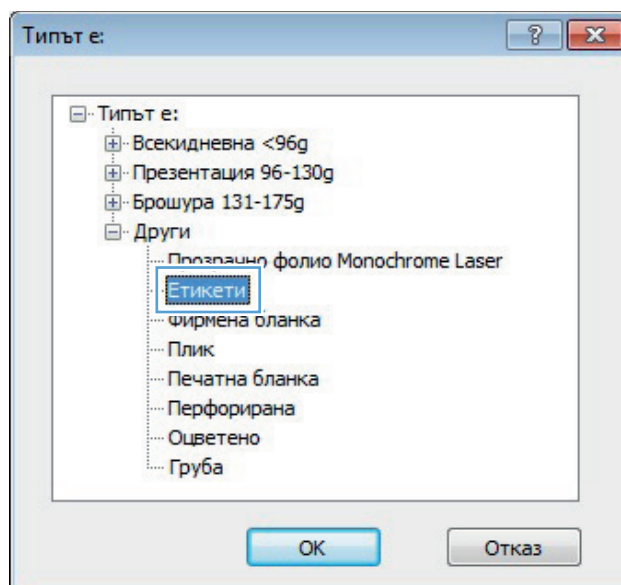 Типът е:
Типът е:
Всекидневна <96g
Презентация 96-130g
Брошура 131-175g
Други
Прозрачно фолио Monochrome Laser
Етикети
Фирмена бланка
Плик
Печатна бланка
Перфорирана
Оцветено
Груба
OK
Отказ